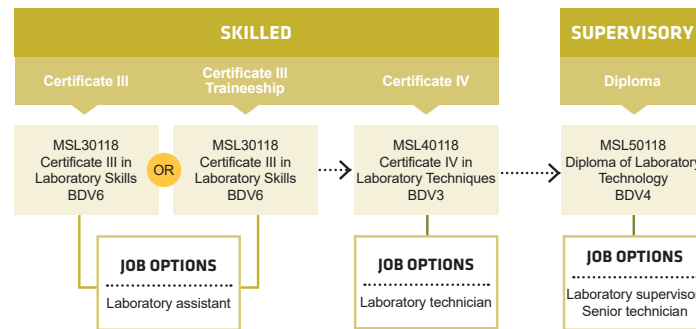 SKILLED
SUPERVISORY
Certificate III
Certificate III
Traineeship
Certificate IV
Diploma
MSL30118
Certificate III in
Laboratory Skills
BDV6
OR
MSL30118
Certificate III in
Laboratory Skills
BDV6
MSL40118
Certificate IV in
Laboratory Techniques
BDV3
MSL50118
Diploma of Laboratory
Technology
BDV4
JOB OPTIONS
Laboratory assistant
JOB OPTIONS
Laboratory technician
JOB OPTIONS
Laboratory supervisor
Senior technician